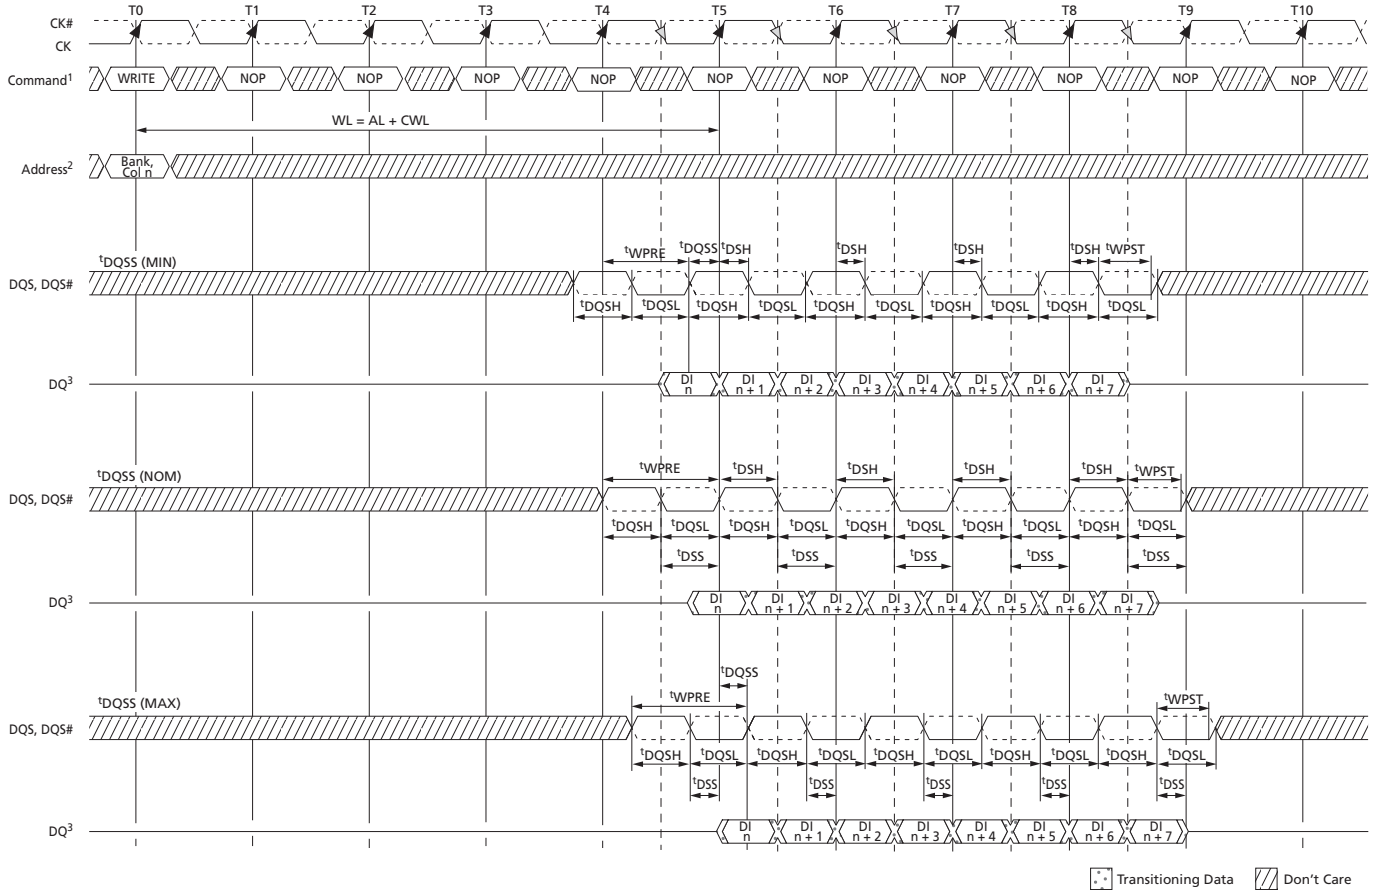 T0 T1 T2 T3 T4 T5 T6 T7 T8 T9 T10
CK#
CK
Command1 WRITE NOP NOP NOP NOP NOP NOP NOP NOP NOP NOP
WL = AL + CWL
Address2 Bank, Col n
tDQSS (MIN) tWPRE tDQSS tDSH tDSH tDSH tDSH tWPST
DQS, DQS#
tDQSH tDQSL tDQSH tDQSL tDQSH tDQSL tDQSH tDQSL tDQSH tDQSL
DQ3 DI n DI n + 1 DI n + 2 DI n + 3 DI n + 4 DI n + 5 DI n + 6 DI n + 7
tDQSS (NOM) tWPRE tDSH tDSH tDSH tDSH tWPST
DQS, DQS#
tDQSH tDQSL tDQSH tDQSL tDQSH tDQSL tDQSH tDQSL tDQSH tDQSL
tDSS tDSS tDSS tDSS tDSS
DQ3 DI n DI n + 1 DI n + 2 DI n + 3 DI n + 4 DI n + 5 DI n + 6 DI n + 7
tDQSS
tDQSS (MAX) tWPRE tWPST
DQS, DQS#
tDQSH tDQSL tDQSH tDQSL tDQSH tDQSL tDQSH tDQSL tDQSH tDQSL
tDSS tDSS tDSS tDSS tDSS
DQ3 DI n DI n + 1 DI n + 2 DI n + 3 DI n + 4 DI n + 5 DI n + 6 DI n + 7
Transitioning Data Don't Care